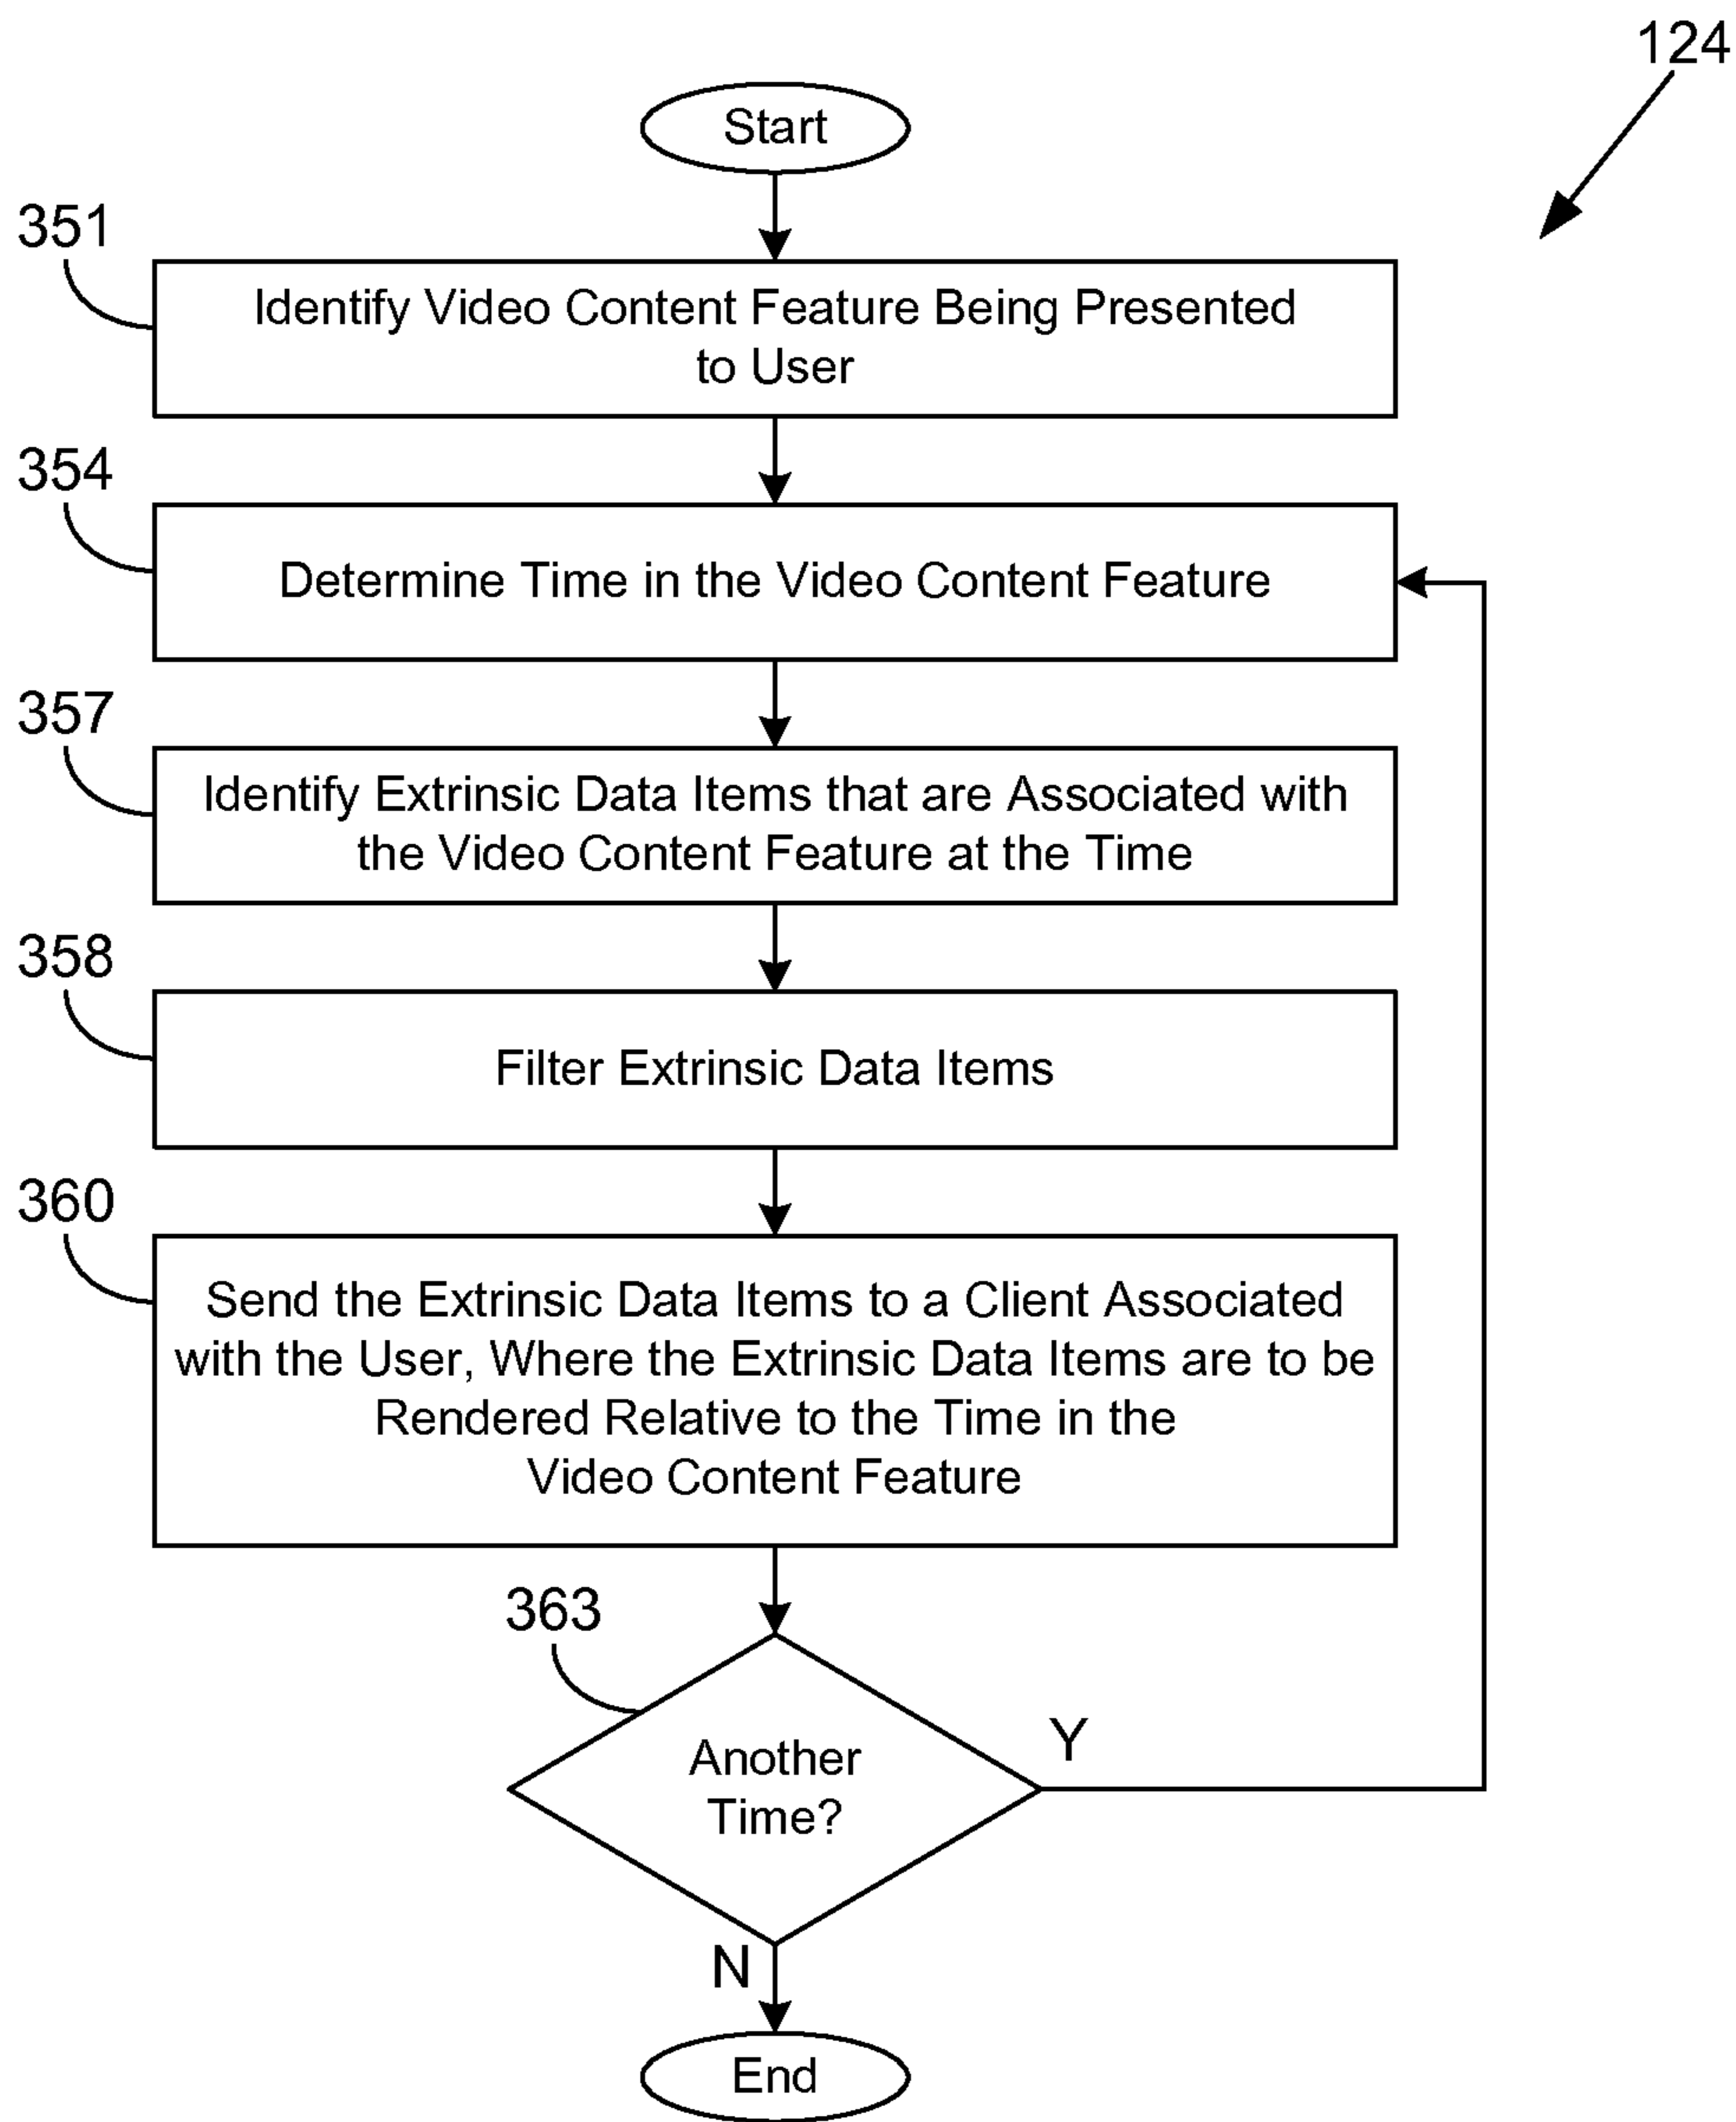 124
Start
351
Identify Video Content Feature Being Presented
to User
354
Determine Time in the Video Content Feature
357
Identify Extrinsic Data Items that are Associated with
the Video Content Feature at the Time
358
Filter Extrinsic Data Items
360
Send the Extrinsic Data Items to a Client Associated
with the User, Where the Extrinsic Data Items are to be
Rendered Relative to the Time in the
Video Content Feature
363
Another
Time?
Y
N
End